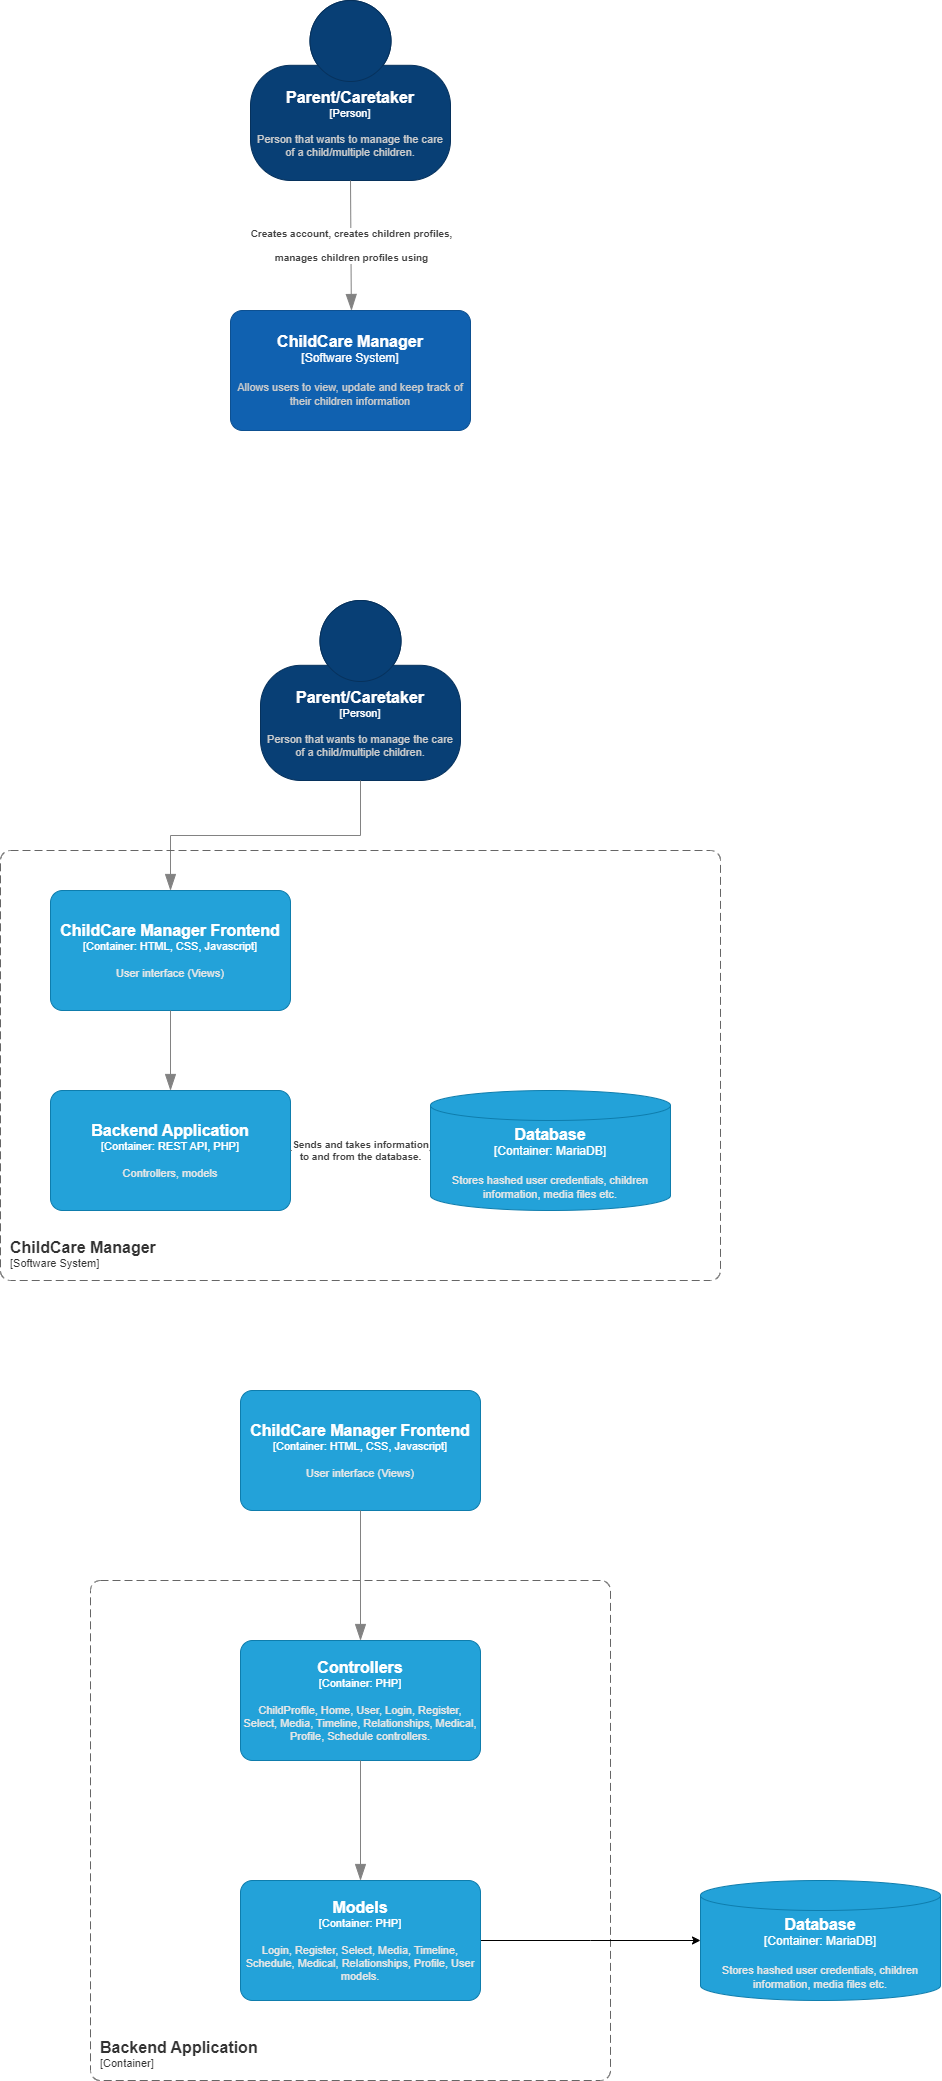 Parent/Caretaker
[Person]
Person that wants to manage the care
of a child/multiple children.
Creates account, creates children profiles,
manages children profiles using
ChildCare Manager
[Software System]
Allows users to view, update and keep track of
their children information
Parent/Caretaker
[Person]
Person that wants to manage the care
of a child/multiple children.
ChildCare Manager Frontend
[Container: HTML, CSS, Javascript]
User interface (Views)
Backend Application
[Container: REST API, PHP]
Controllers, models
Sends and takes information
to and from the database.
Database
[Container: MariaDB]
Stores hashed user credentials, children
information, media files etc.
ChildCare Manager
[Software System]
ChildCare Manager Frontend
[Container: HTML, CSS, Javascript]
User interface (Views)
Controllers
[Container: PHP]
ChildProfile, Home, User, Login, Register,
Select, Media, Timeline, Relationships, Medical,
Profile, Schedule controllers.
Models
[Container: PHP]
Login, Register, Select, Media, Timeline,
Schedule, Medical, Relationships, Profile, User
models.
Database
[Container: MariaDB]
Stores hashed user credentials, children
information, media files etc.
Backend Application
[Container]